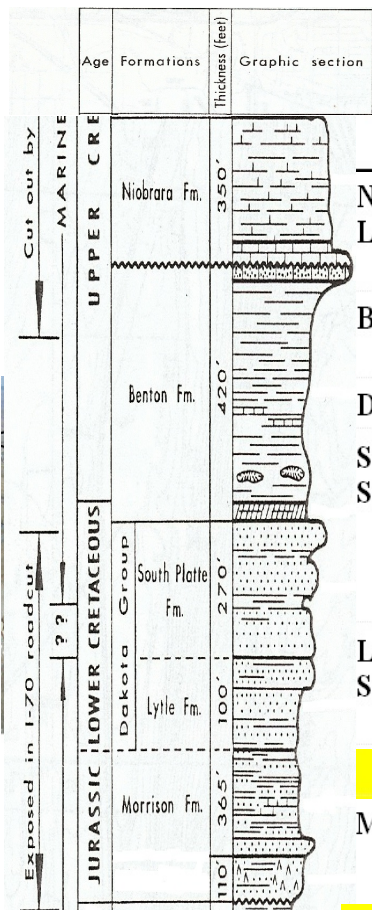 Age
Formations
Thickness (feet)
Graphic section
Cut out by
MARINE
UPPER CRE
Niobrara Fm.
350'
N
L
B
Benton Fm.
420'
D
S
S
Exposed in I-70 roadcut
??
LOWER CRETACEOUS
Dakota Group
South Platte
Fm.
270'
L
S
Lytle Fm.
100'
JURASSIC
Morrison Fm.
365'
M
110'